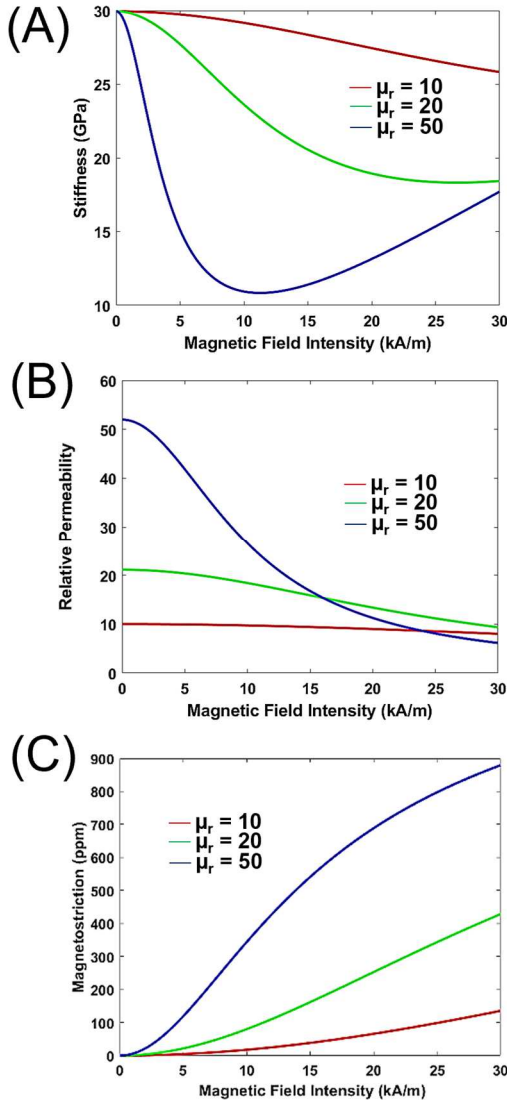 (A)
30
25
20
15
10
Stiffness (GPa)
μr = 10
μr = 20
μr = 50
0 5 10 15 20 25 30
Magnetic Field Intensity (kA/m)
(B)
60
50
40
30
20
10
0
Relative Permeability
μr = 10
μr = 20
μr = 50
0 5 10 15 20 25 30
Magnetic Field Intensity (kA/m)
(C)
900
800
700
600
500
400
300
200
100
0
Magnetostriction (ppm)
μr = 10
μr = 20
μr = 50
0 5 10 15 20 25 30
Magnetic Field Intensity (kA/m)